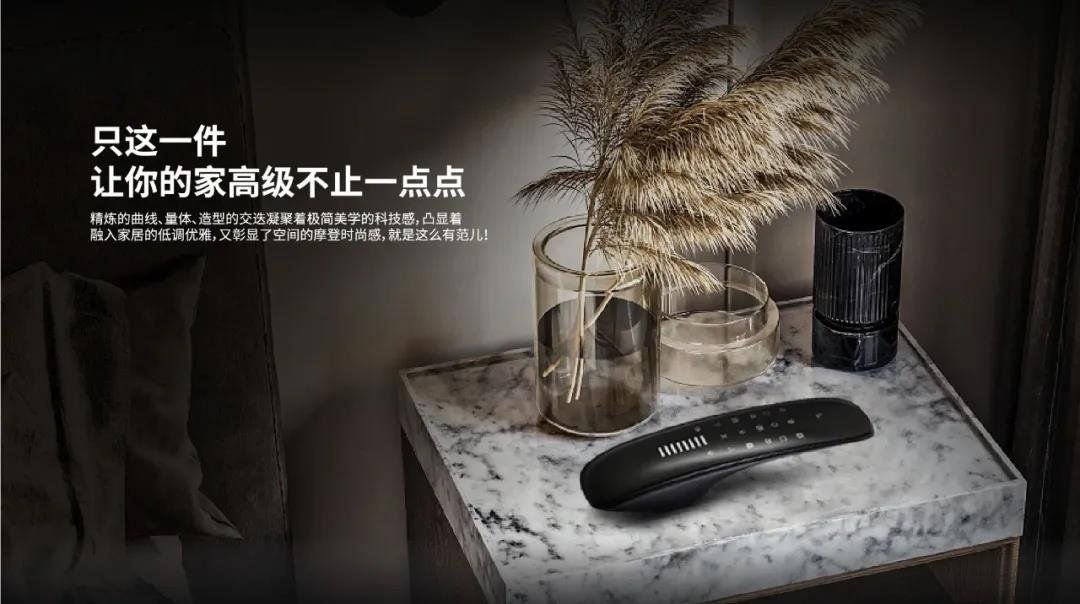 只这一件
让你的家高级不止一点点
精炼的曲线、量体、造型的交迭凝聚着极简美学的科技感，凸显着
融入家居的低调优雅，又彰显了空间的摩登时尚感，就是这么有范儿！